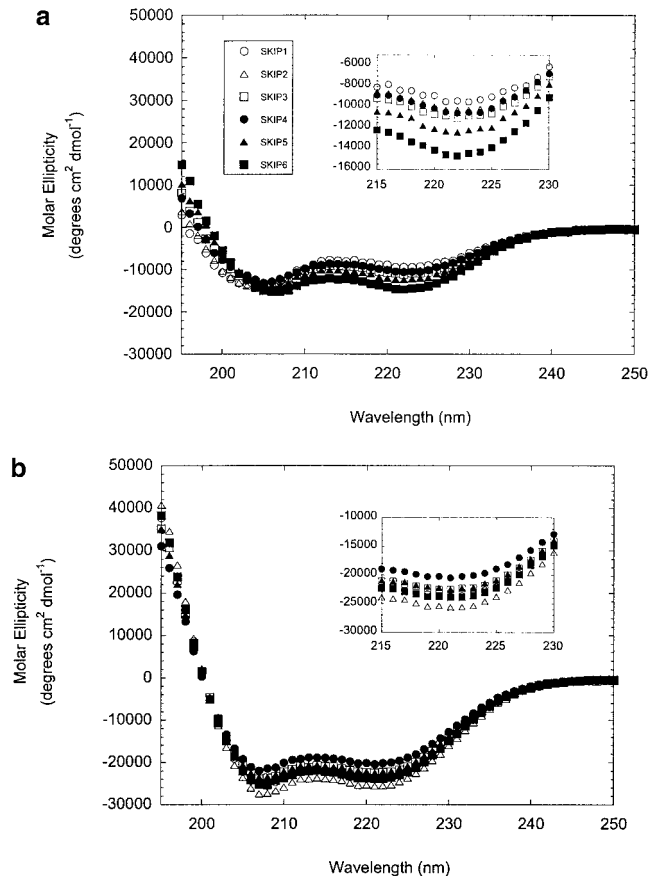 a
50000
40000
30000
20000
10000
0
-10000
-20000
-30000
Molar Ellipticity
(degrees cm² dmol⁻¹)
SKIP1
SKIP2
SKIP3
SKIP4
SKIP5
SKIP6
-6000
-8000
-10000
-12000
-14000
-16000
215 220 225 230
200 210 220 230 240 250
Wavelength (nm)
b
50000
40000
30000
20000
10000
0
-10000
-20000
-30000
Molar Ellipticity
(degrees cm² dmol⁻¹)
-10000
-15000
-20000
-25000
-30000
215 220 225 230
200 210 220 230 240 250
Wavelength (nm)